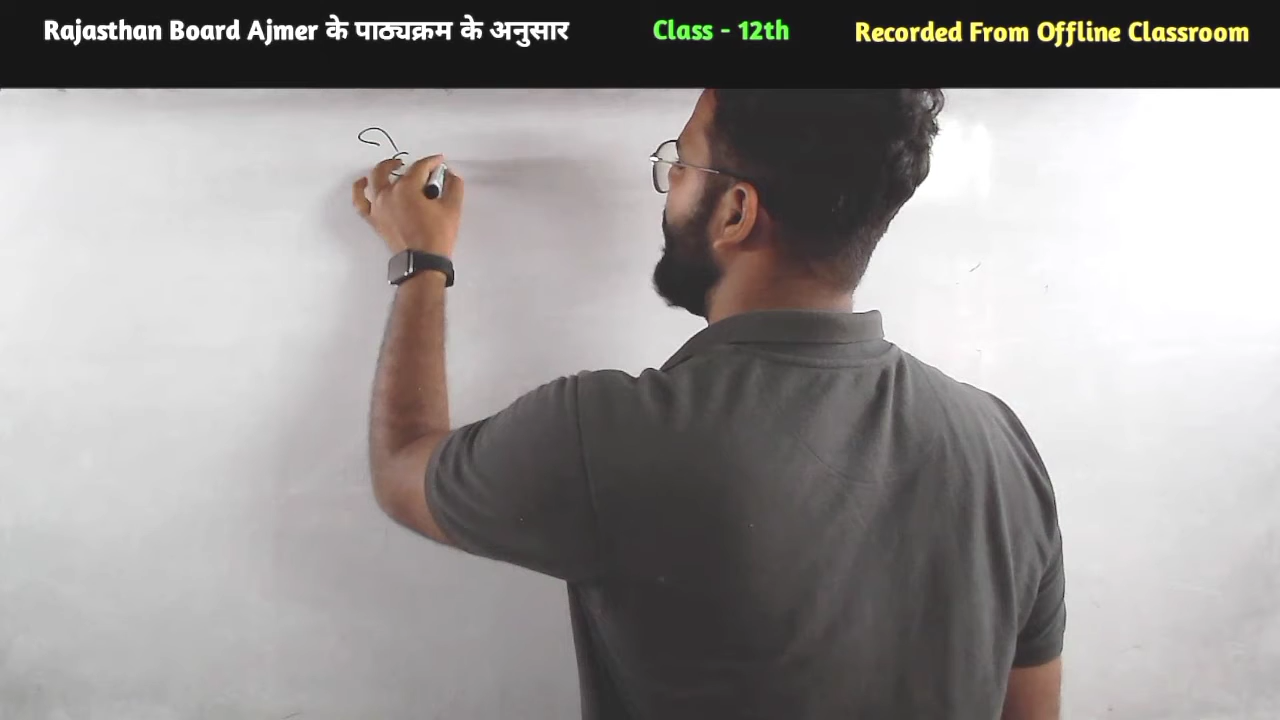 Rajasthan Board Ajmer के पाठ्यक्रम के अनुसार Class - 12th Recorded From Offline Classroom